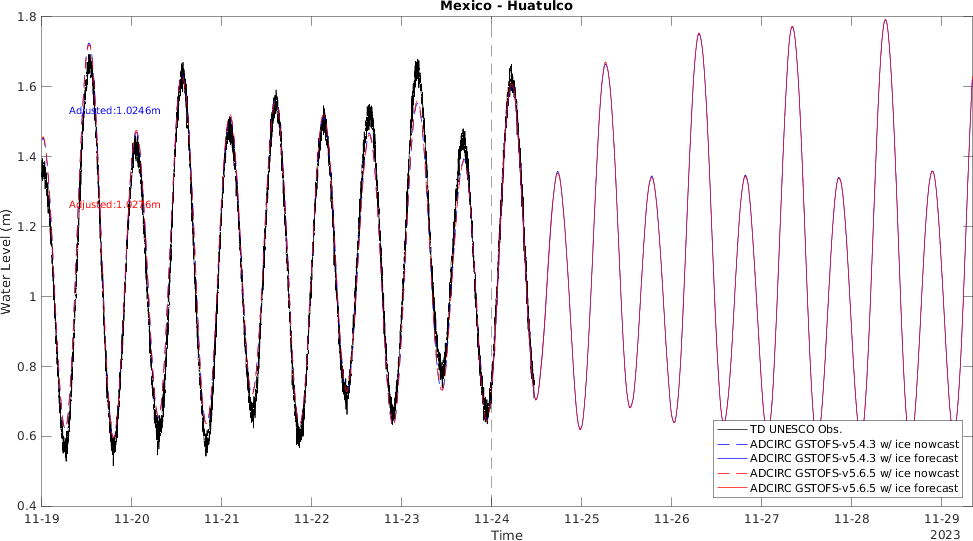 Mexico - Huatulco
1.8
1.6
1.4
1.2
1
0.8
0.6
0.4
Water Level (m)
Adjusted:1.0246m
Adjusted:1.0276m
TD UNESCO Obs.
ADCIRC GSTOFS-v5.4.3 w/ ice nowcast
ADCIRC GSTOFS-v5.4.3 w/ ice forecast
ADCIRC GSTOFS-v5.6.5 w/ ice nowcast
ADCIRC GSTOFS-v5.6.5 w/ ice forecast
11-19 11-20 11-21 11-22 11-23 11-24 11-25 11-26 11-27 11-28 11-29
2023
Time